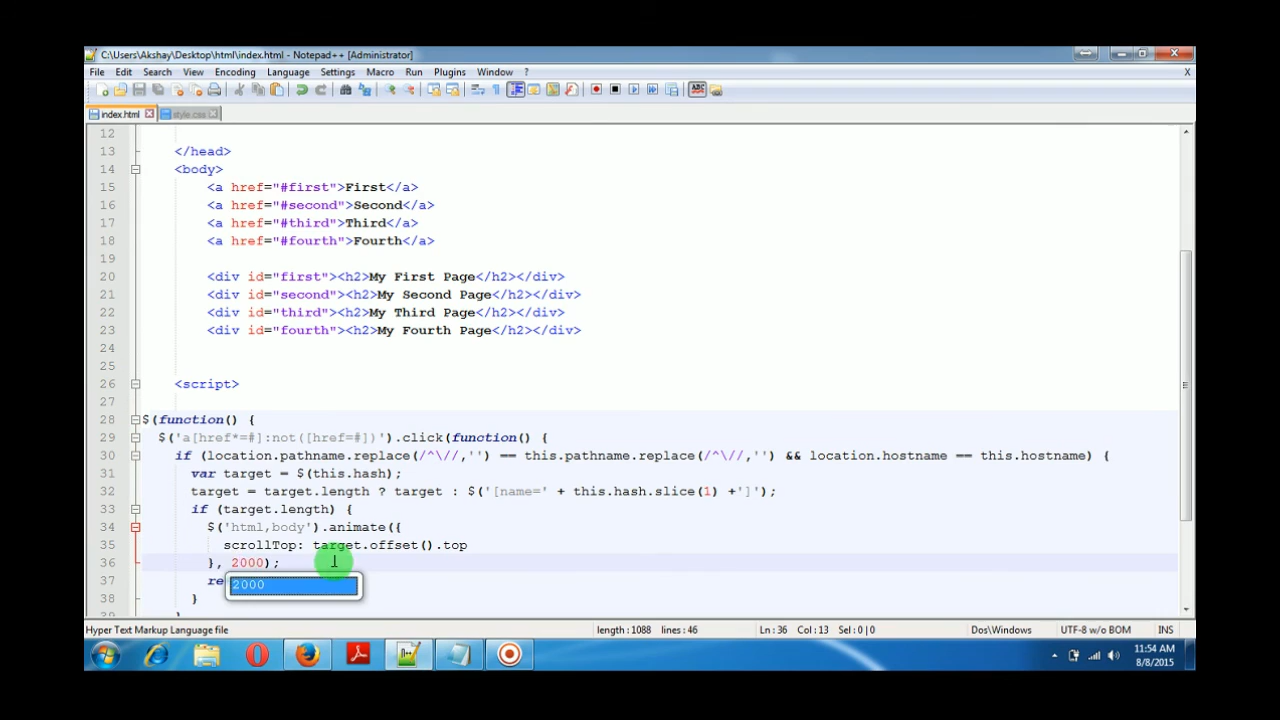 C:\Users\Akshay\Desktop\html\index.html - Notepad++ [Administrator]
File Edit Search View Encoding Language Settings Macro Run Plugins Window ? X
index.html style.css
12
13 </head>
14 <body>
15 <a href="#first">First</a>
16 <a href="#second">Second</a>
17 <a href="#third">Third</a>
18 <a href="#fourth">Fourth</a>
19
20 <div id="first"><h2>My First Page</h2></div>
21 <div id="second"><h2>My Second Page</h2></div>
22 <div id="third"><h2>My Third Page</h2></div>
23 <div id="fourth"><h2>My Fourth Page</h2></div>
24
25
26 <script>
27
28 $(function() {
29 $('a[href*=#]:not([href=#])').click(function() {
30 if (location.pathname.replace(/^\//,'') == this.pathname.replace(/^\//,'') && location.hostname == this.hostname) {
31 var target = $(this.hash);
32 target = target.length ? target : $('[name=' + this.hash.slice(1) +']');
33 if (target.length) {
34 $('html,body').animate({
35 scrollTop: target.offset().top
36 }, 2000);
37 re
2000
38 }
39 }
Hyper Text Markup Language file length : 1088 lines : 46 Ln : 36 Col : 13 Sel : 0 | 0 Dos\Windows UTF-8 w/o BOM INS
11:54 AM
8/8/2015